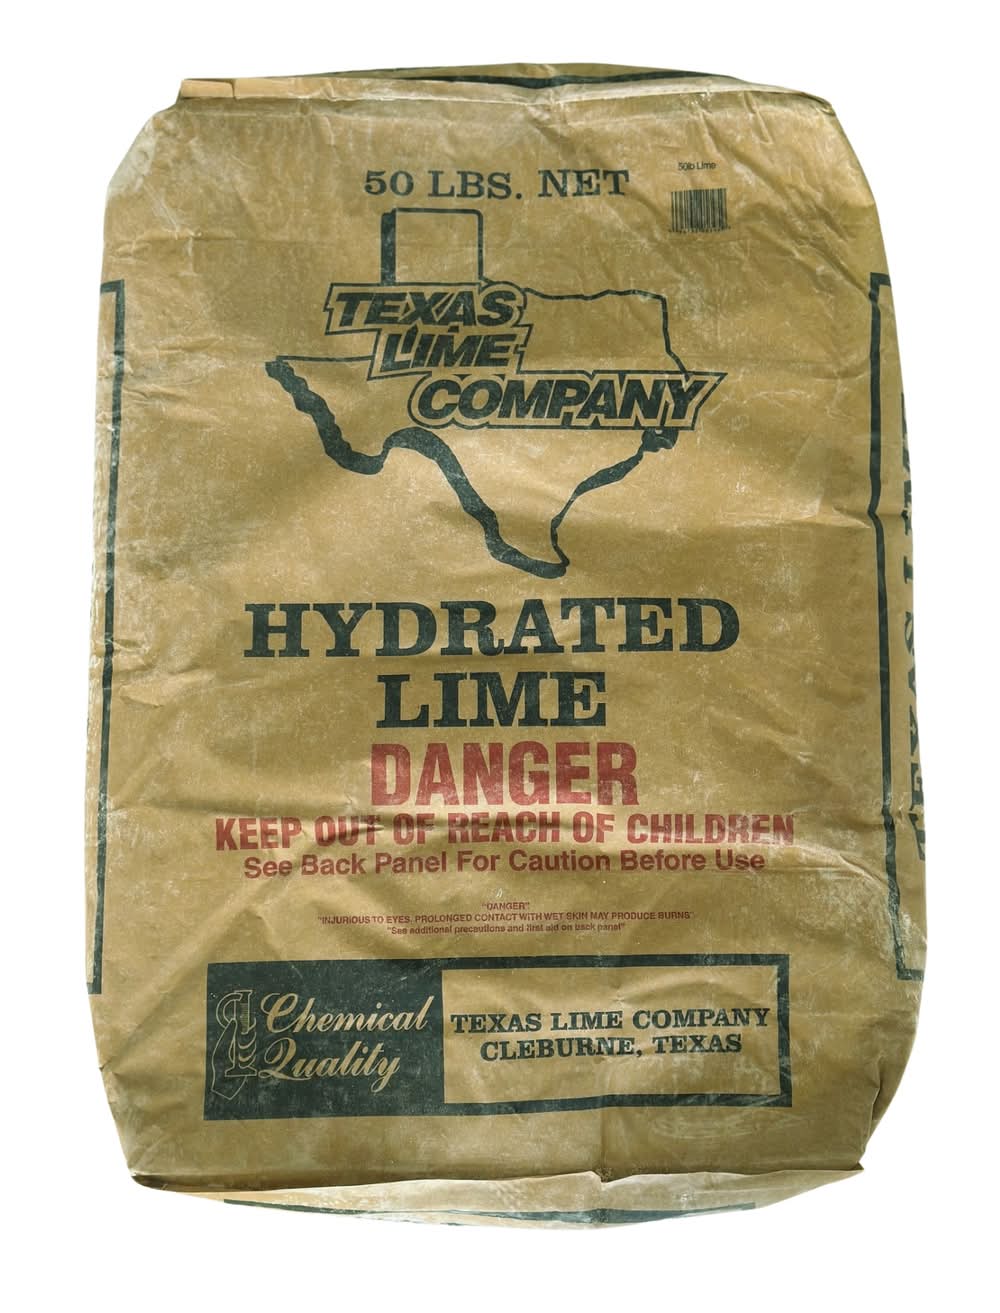 50 LBS. NET
50lb Lime
TEXAS
LIME
COMPANY
HYDRATED
LIME
DANGER
KEEP OUT OF REACH OF CHILDREN
See Back Panel For Caution Before Use
"DANGER"
"INJURIOUS TO EYES. PROLONGED CONTACT WITH WET SKIN MAY PRODUCE BURNS"
"See additional precautions and first aid on back panel"
Chemical
Quality
TEXAS LIME COMPANY
CLEBURNE, TEXAS
TEXAS